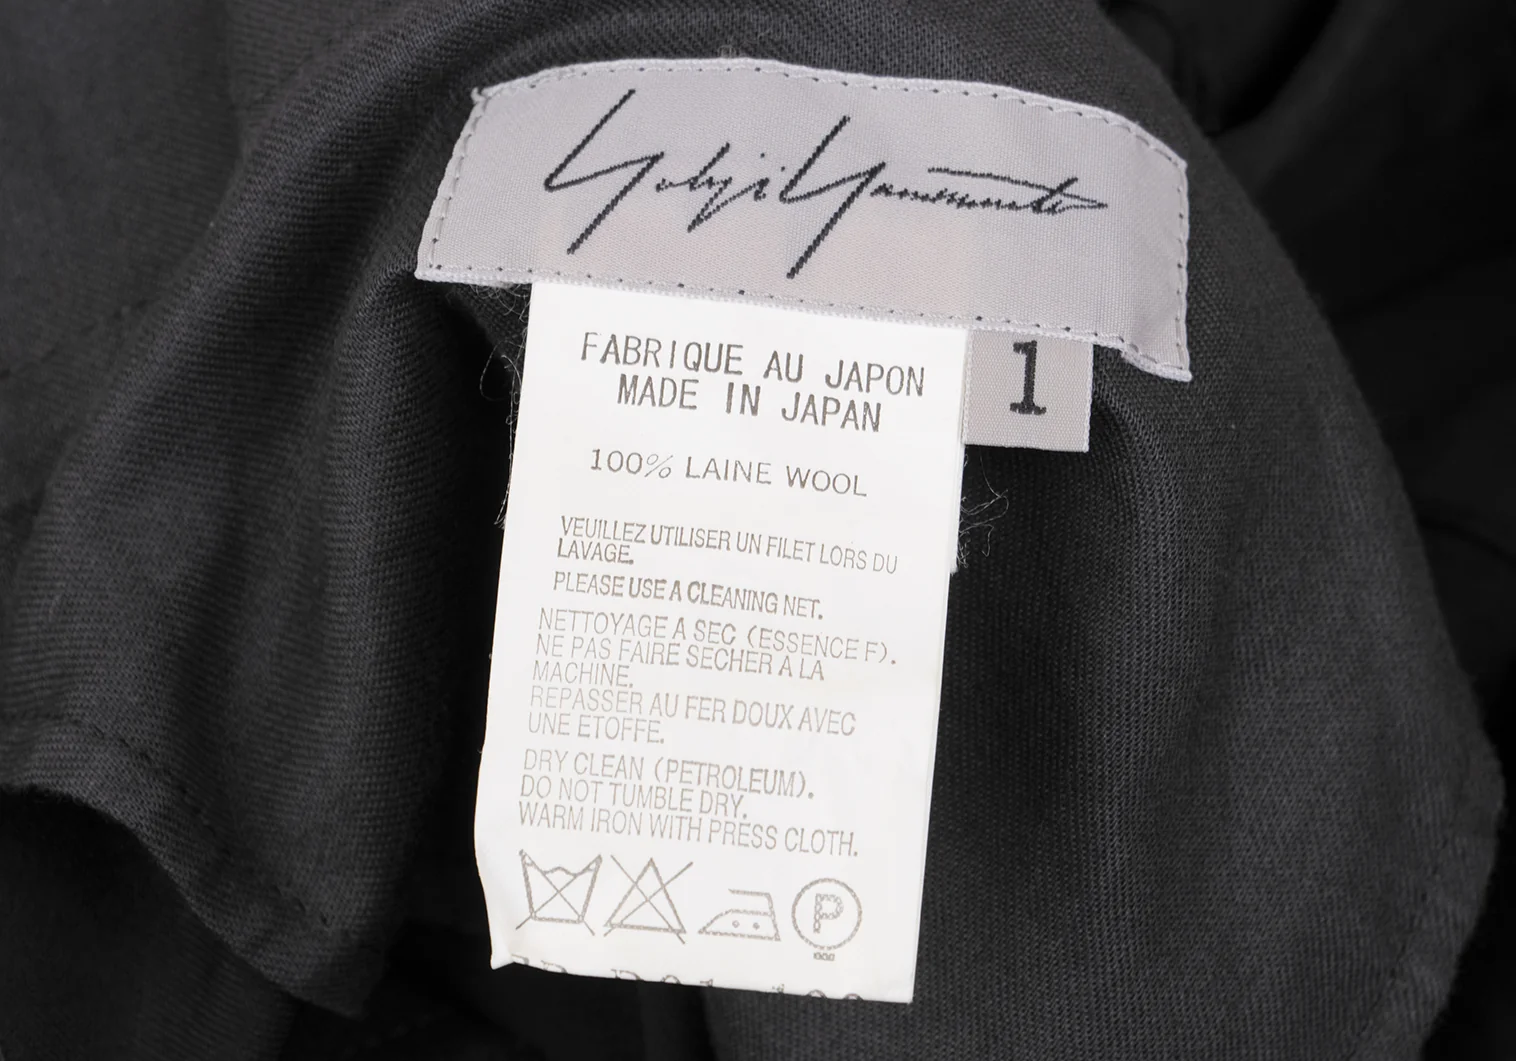 Yohji Yamamoto
1
FABRIQUE AU JAPON
MADE IN JAPAN
100% LAINE WOOL
VEUILLEZ UTILISER UN FILET LORS DU
LAVAGE.
PLEASE USE A CLEANING NET.
NETTOYAGE A SEC (ESSENCE F).
NE PAS FAIRE SECHER A LA
MACHINE.
REPASSER AU FER DOUX AVEC
UNE ETOFFE.
DRY CLEAN (PETROLEUM).
DO NOT TUMBLE DRY.
WARM IRON WITH PRESS CLOTH.
P